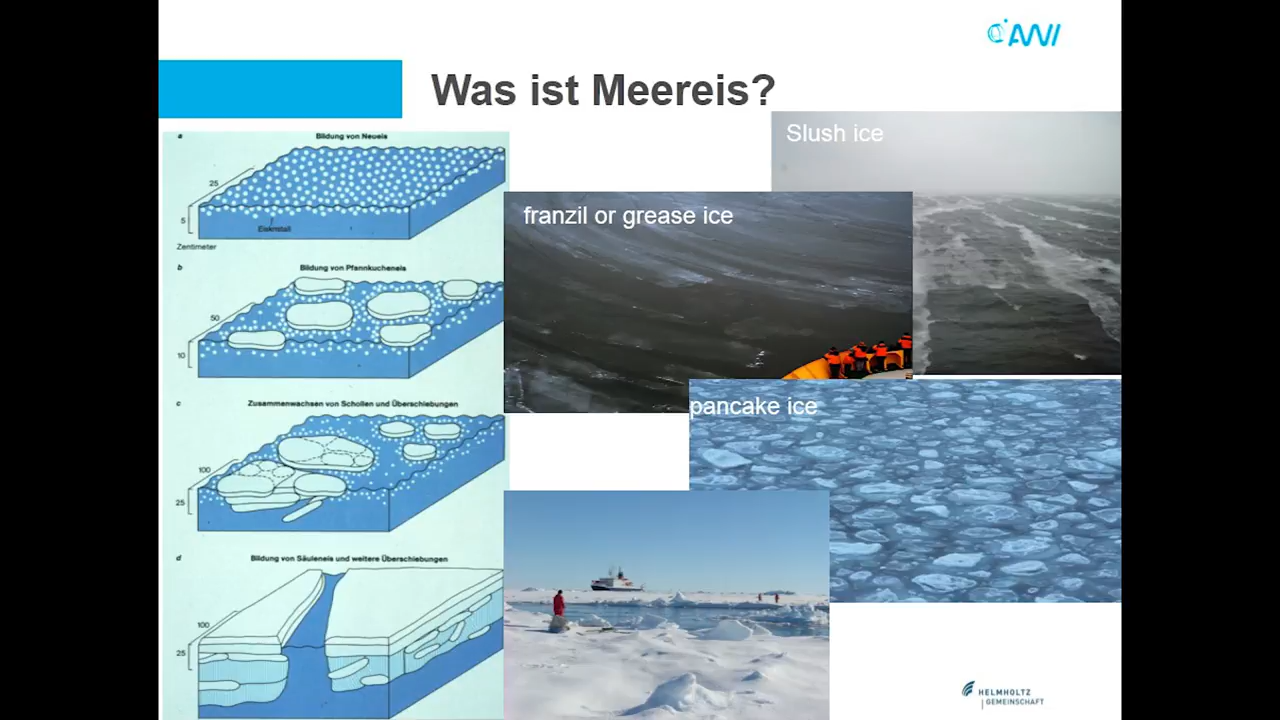 AWI
Was ist Meereis?
a
Bildung von Neueis
25
5
Eiskristall
Zentimeter
b
Bildung von Pfannkucheneis
50
10
c
Zusammenwachsen von Schollen und Überschiebungen
100
25
d
Bildung von Säuleneis und weitere Überschiebungen
100
25
Slush ice
franzil or grease ice
pancake ice
HELMHOLTZ
GEMEINSCHAFT